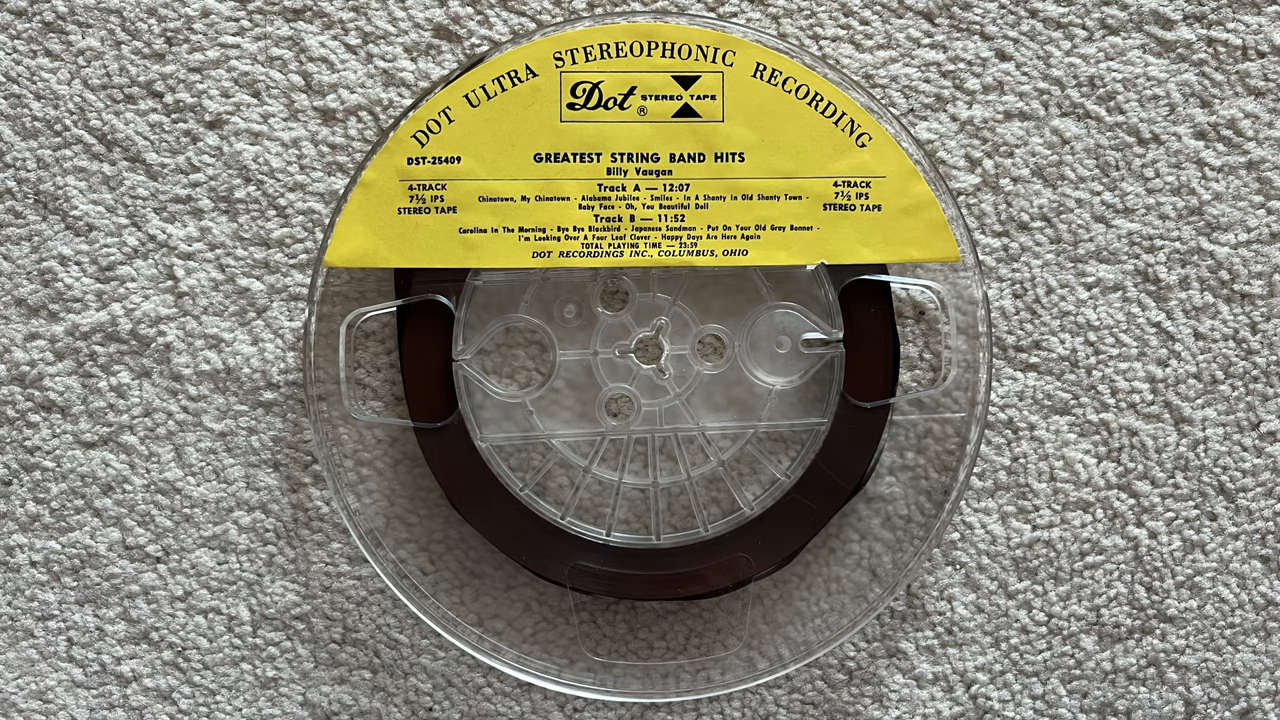 DOT ULTRA STEREOPHONIC RECORDING
Dot ® STEREO TAPE
DST-25409
GREATEST STRING BAND HITS
Billy Vaugan
4-TRACK
7½ IPS
STEREO TAPE
Track A — 12:07
Chinatown, My Chinatown - Alabama Jubilee - Smiles - In A Shanty In Old Shanty Town -
Baby Face - Oh, You Beautiful Doll
Track B — 11:52
Carolina In The Morning - Bye Bye Blackbird - Japanese Sandman - Put On Your Old Gray Bonnet -
I'm Looking Over A Four Leaf Clover - Happy Days Are Here Again
TOTAL PLAYING TIME — 23:59
DOT RECORDINGS INC., COLUMBUS, OHIO
4-TRACK
7½ IPS
STEREO TAPE